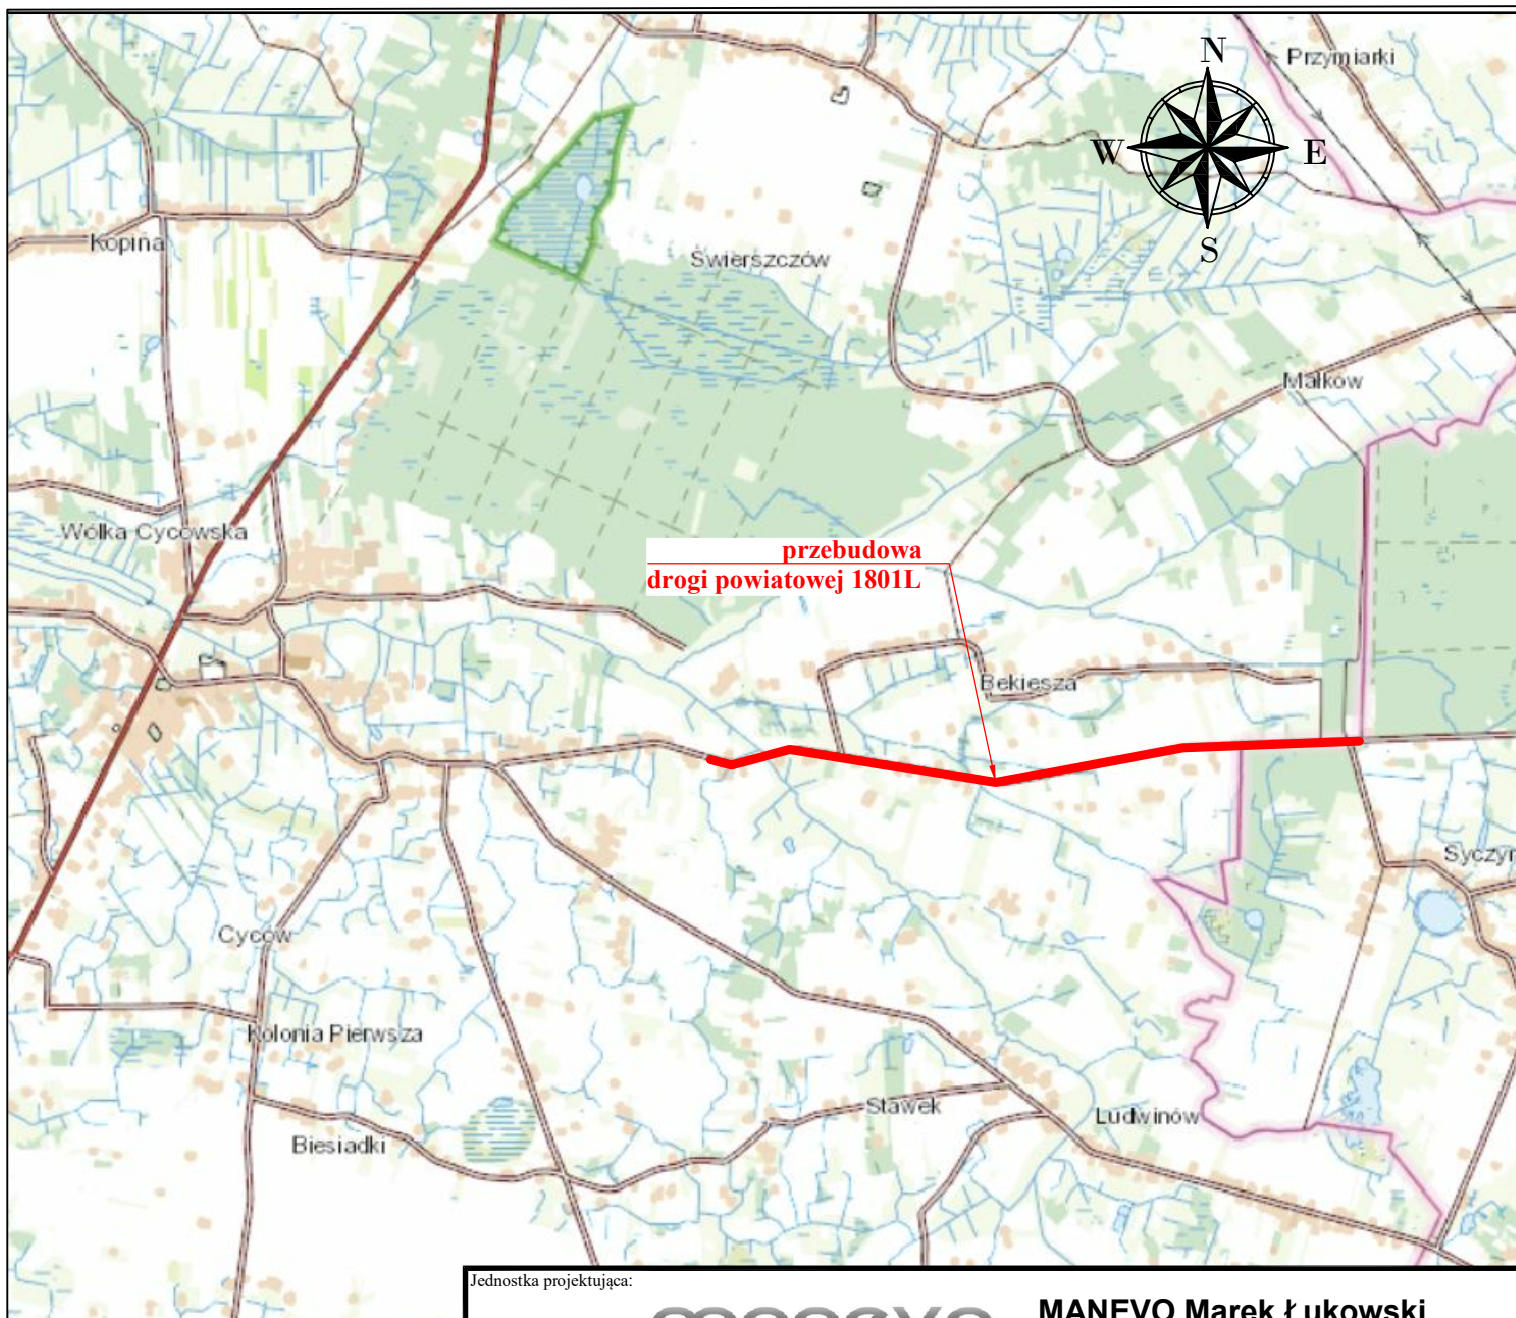 N
Przymiarki
W
E
Kopina
S
Świerszczów
Małków
Wólka Cycowska
przebudowa
drogi powiatowej 1801L
Bekiesza
Syczyn
Cyców
Kolonia Pierwsza
Stawek
Ludwinów
Biesiadki
Jednostka projektująca:
manevo
MANEVO Marek Łukowski